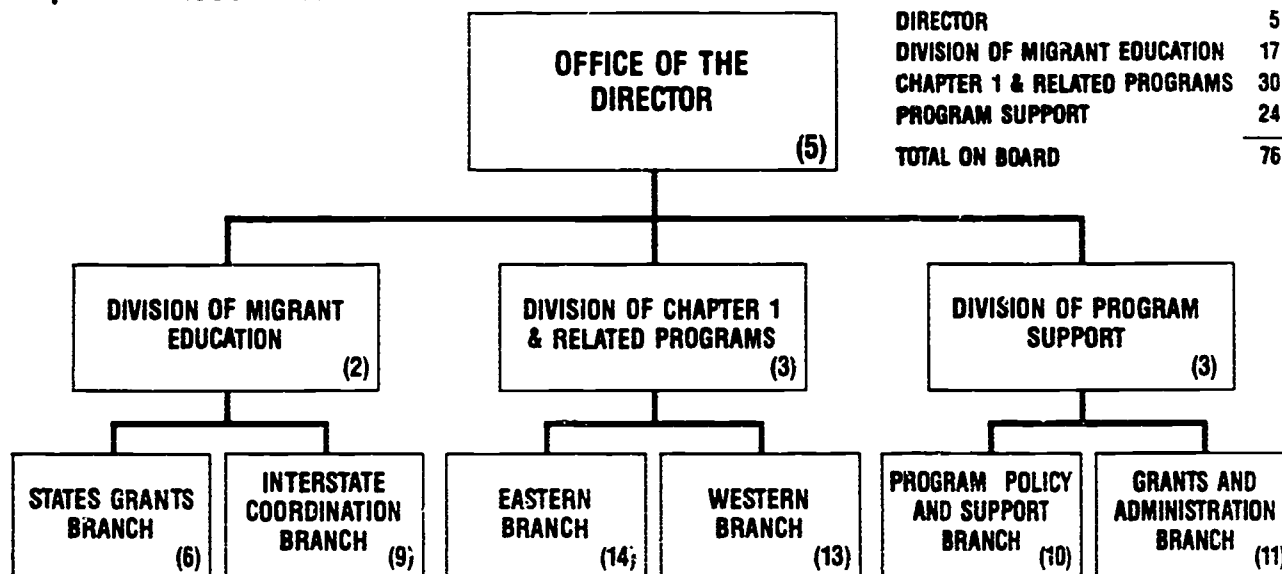 OFFICE OF THE
DIRECTOR
(5)
DIRECTOR 5
DIVISION OF MIGRANT EDUCATION 17
CHAPTER 1 & RELATED PROGRAMS 30
PROGRAM SUPPORT 24
TOTAL ON BOARD 76
DIVISION OF MIGRANT
EDUCATION
(2)
DIVISION OF CHAPTER 1
& RELATED PROGRAMS
(3)
DIVISION OF PROGRAM
SUPPORT
(3)
STATES GRANTS
BRANCH
(6)
INTERSTATE
COORDINATION
BRANCH
(9)
EASTERN
BRANCH
(14)
WESTERN
BRANCH
(13)
PROGRAM POLICY
AND SUPPORT
BRANCH
(10)
GRANTS AND
ADMINISTRATION
BRANCH
(11)